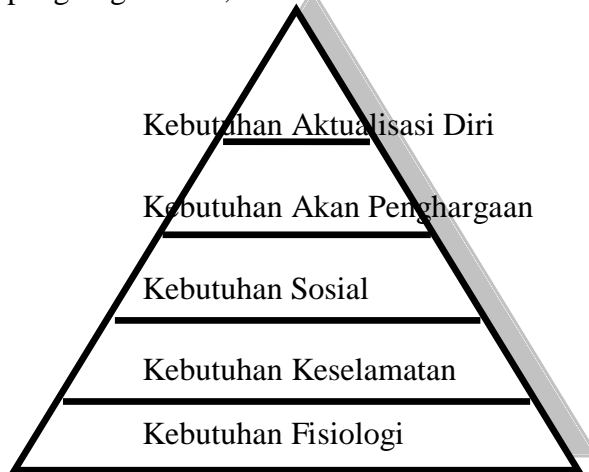 Kebutuhan Aktualisasi Diri
Kebutuhan Akan Penghargaan
Kebutuhan Sosial
Kebutuhan Keselamatan
Kebutuhan Fisiologi